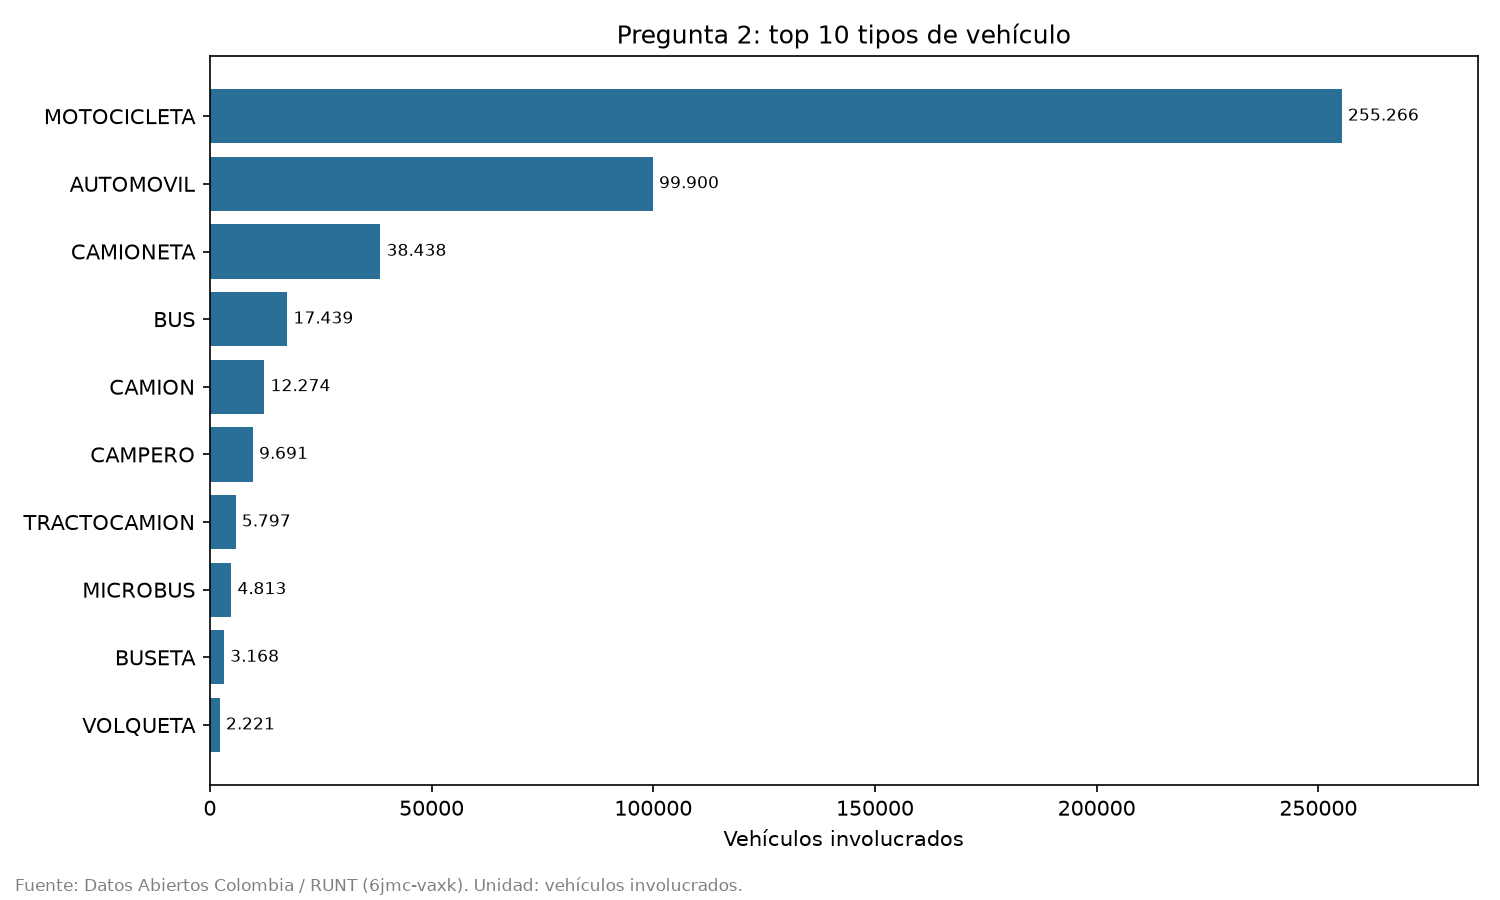 Pregunta 2: top 10 tipos de vehículo
MOTOCICLETA 255.266
AUTOMOVIL 99.900
CAMIONETA 38.438
BUS 17.439
CAMION 12.274
CAMPERO 9.691
TRACTOCAMION 5.797
MICROBUS 4.813
BUSETA 3.168
VOLQUETA 2.221
0 50000 100000 150000 200000 250000
Vehículos involucrados
Fuente: Datos Abiertos Colombia / RUNT (6jmc-vaxk). Unidad: vehículos involucrados.